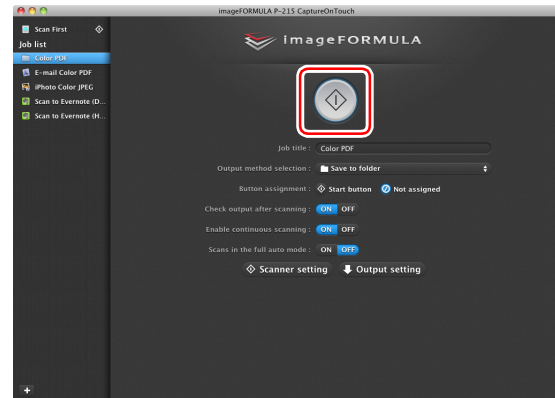 imageFORMULA P-215 CaptureOnTouch
Scan First
Job list
Color PDF
E-mail Color PDF
iPhoto Color JPEG
Scan to Evernote (D...
Scan to Evernote (H...
imageFORMULA
Job title : Color PDF
Output method selection : Save to folder
Button assignment : Start button Not assigned
Check output after scanning : ON OFF
Enable continuous scanning : ON OFF
Scans in the full auto mode : ON OFF
Scanner setting Output setting
+